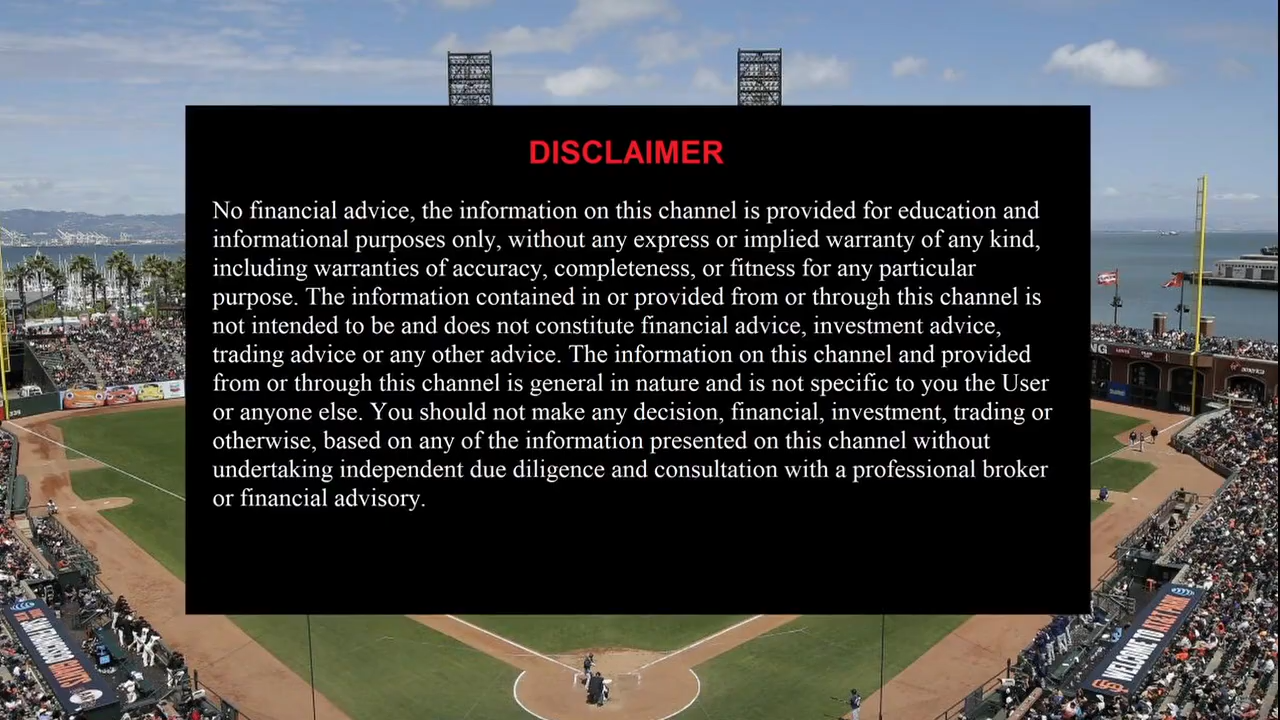 DISCLAIMER
No financial advice, the information on this channel is provided for education and
informational purposes only, without any express or implied warranty of any kind,
including warranties of accuracy, completeness, or fitness for any particular
purpose. The information contained in or provided from or through this channel is
not intended to be and does not constitute financial advice, investment advice,
trading advice or any other advice. The information on this channel and provided
from or through this channel is general in nature and is not specific to you the User
or anyone else. You should not make any decision, financial, investment, trading or
otherwise, based on any of the information presented on this channel without
undertaking independent due diligence and consultation with a professional broker
or financial advisory.
SAN FRANCISCO GIANTS
WELCOME TO